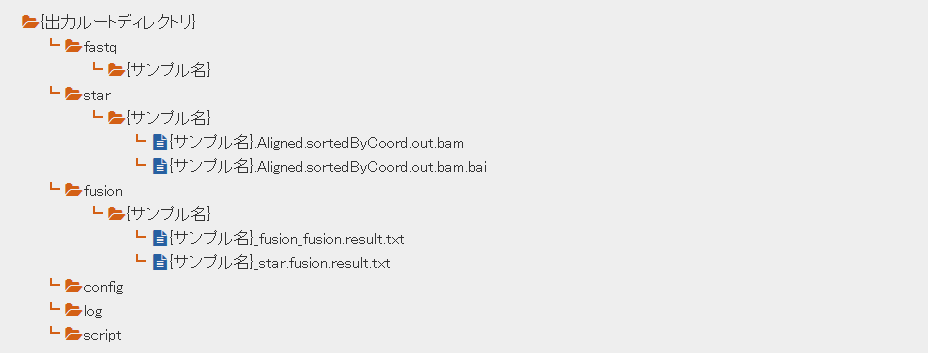 {出力ルートディレクトリ}
fastq
{サンプル名}
star
{サンプル名}
{サンプル名}.Aligned.sortedByCoord.out.bam
{サンプル名}.Aligned.sortedByCoord.out.bam.bai
fusion
{サンプル名}
{サンプル名}_fusion_fusion.result.txt
{サンプル名}_star.fusion.result.txt
config
log
script